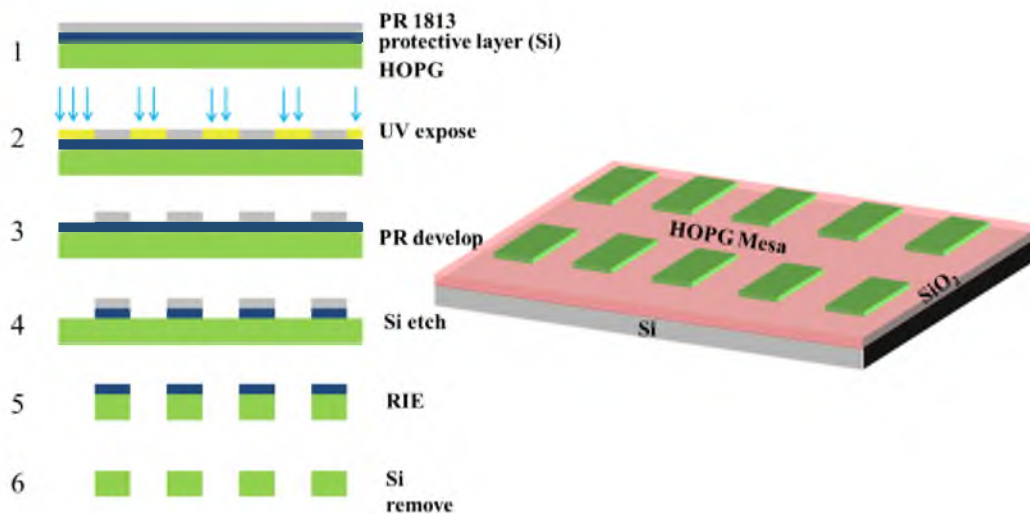 1
PR 1813
protective layer (Si)
HOPG
2
UV expose
3
PR develop
4
Si etch
5
RIE
6
Si
remove
HOPG Mesa
SiO2
Si